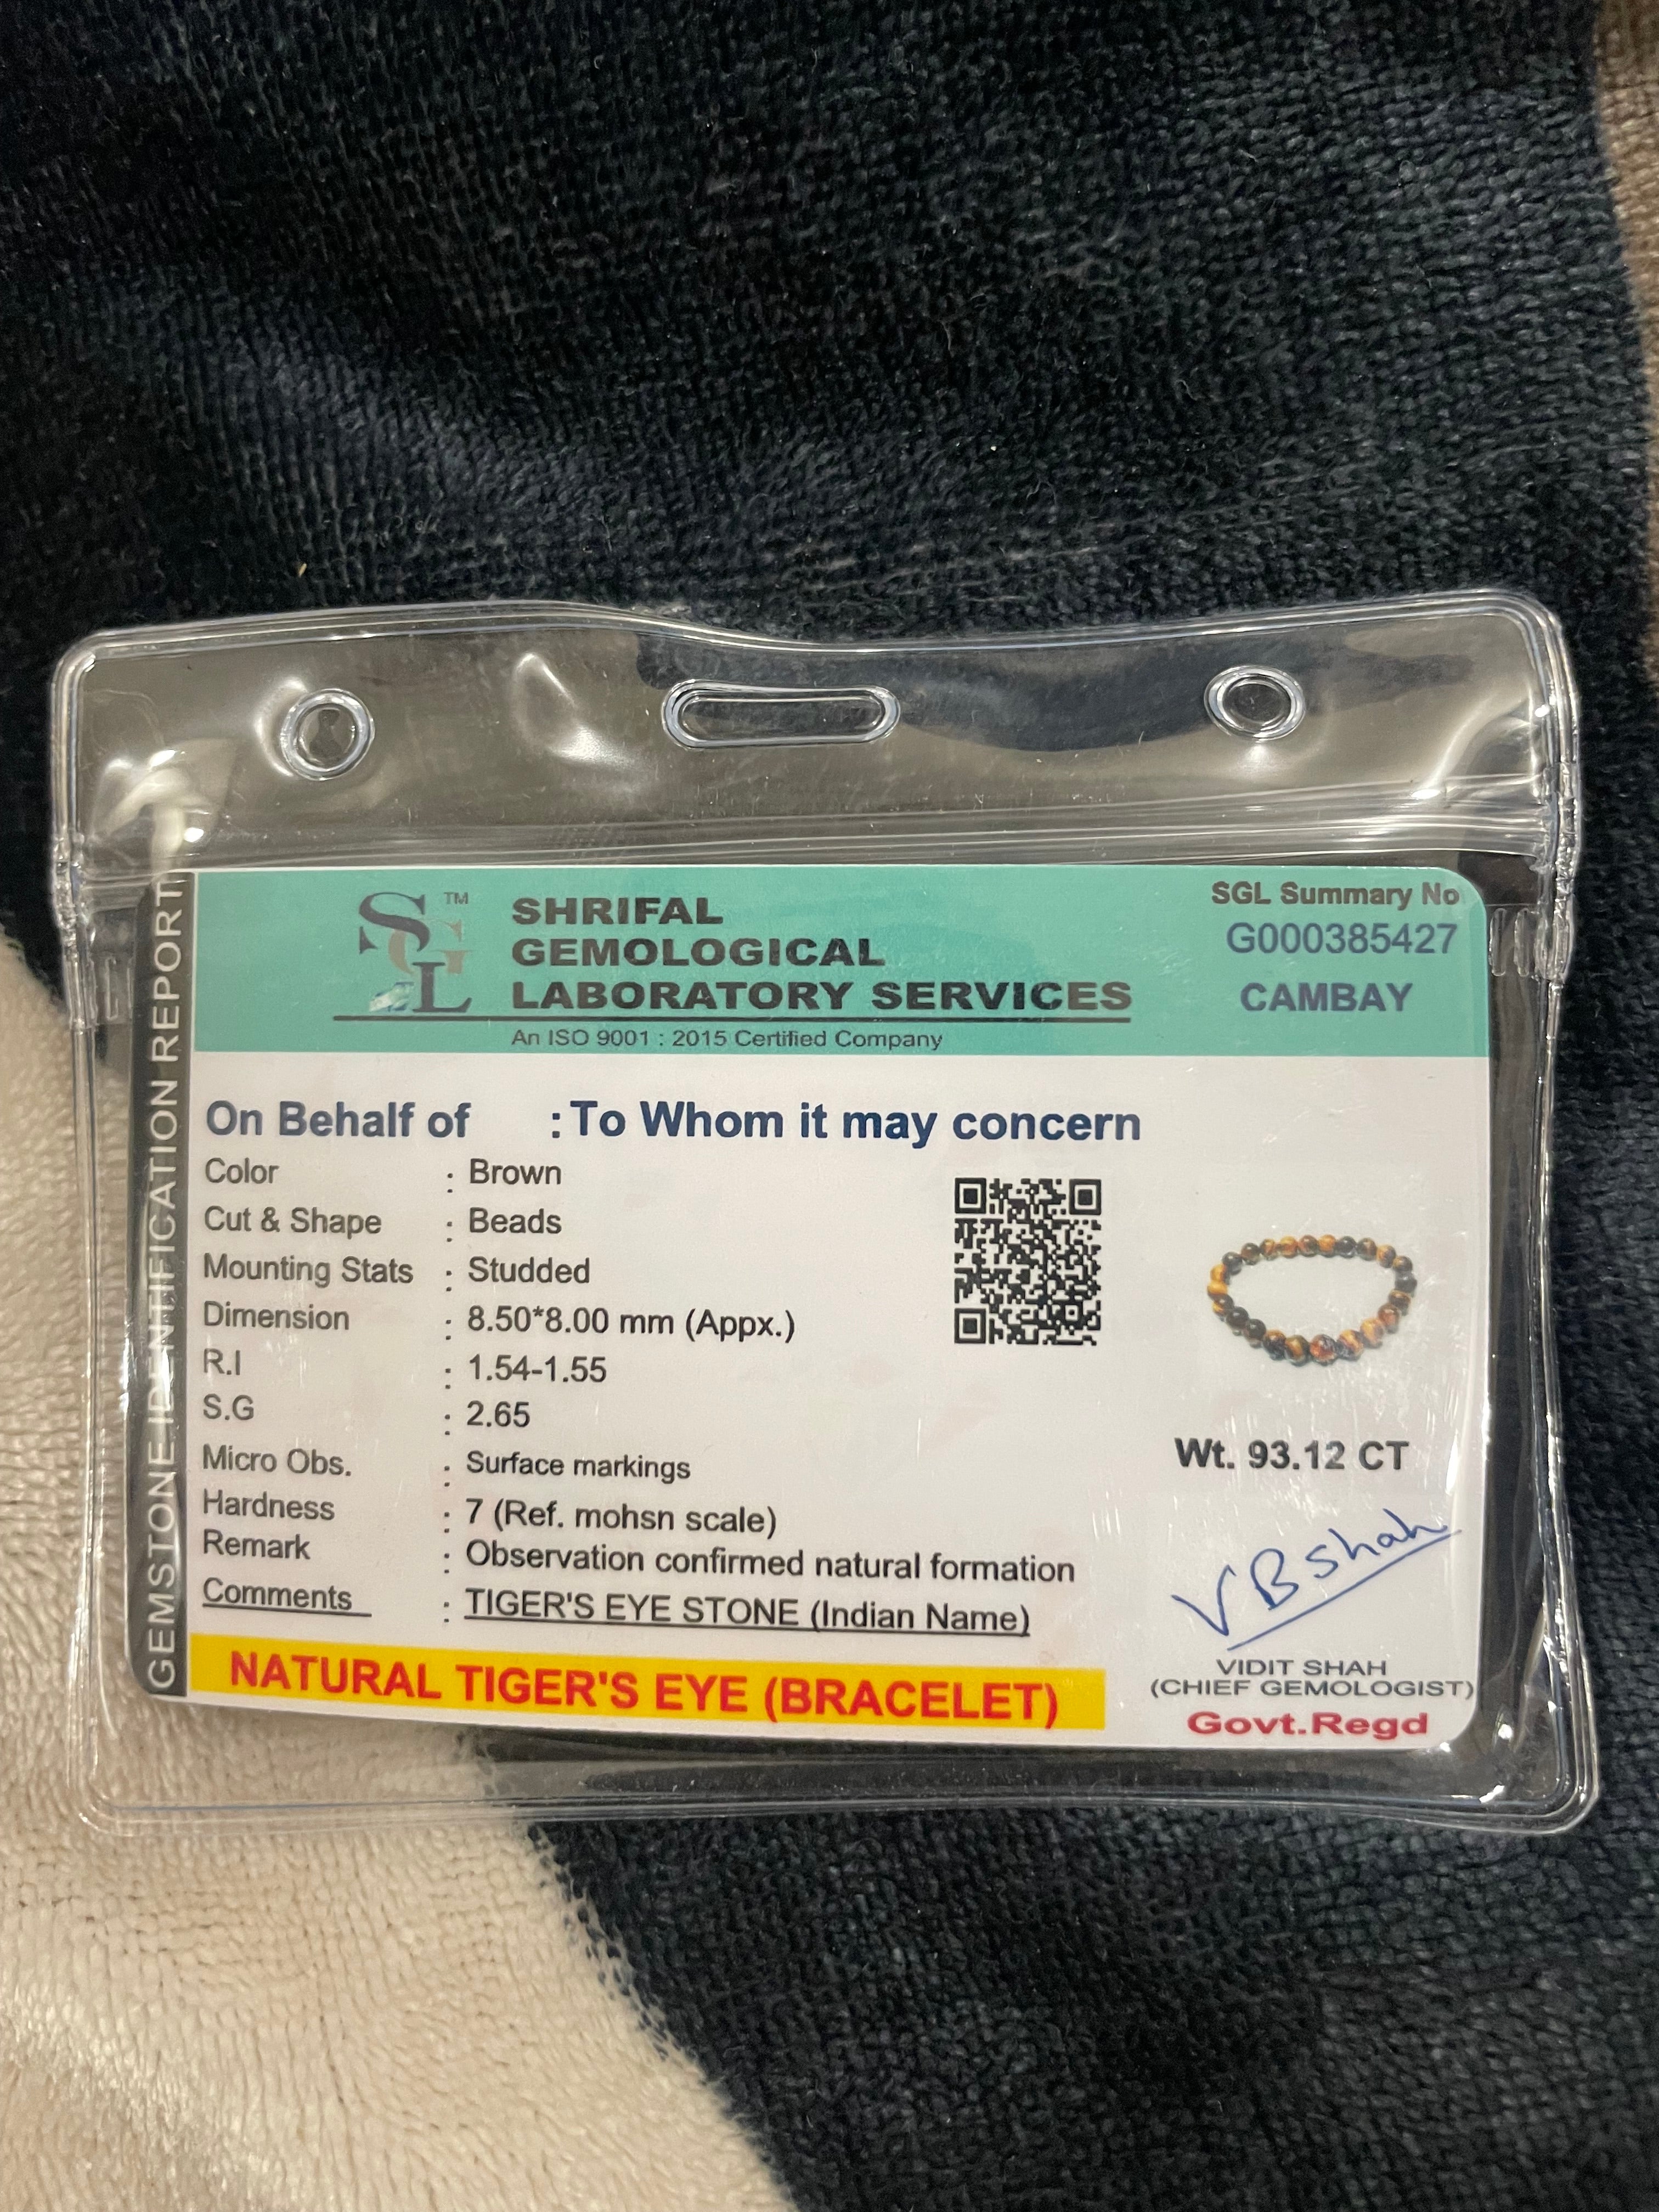 GEMSTONE IDENTIFICATION REPORT
SGL
TM
SHRIFAL
GEMOLOGICAL
LABORATORY SERVICES
An ISO 9001 : 2015 Certified Company
SGL Summary No
G000385427
CAMBAY
On Behalf of : To Whom it may concern
Color : Brown
Cut & Shape : Beads
Mounting Stats : Studded
Dimension : 8.50*8.00 mm (Appx.)
R.I : 1.54-1.55
S.G : 2.65
Micro Obs. : Surface markings
Hardness : 7 (Ref. mohsn scale)
Remark : Observation confirmed natural formation
Comments : TIGER'S EYE STONE (Indian Name)
NATURAL TIGER'S EYE (BRACELET)
Wt. 93.12 CT
VBshah
VIDIT SHAH
(CHIEF GEMOLOGIST)
Govt.Regd